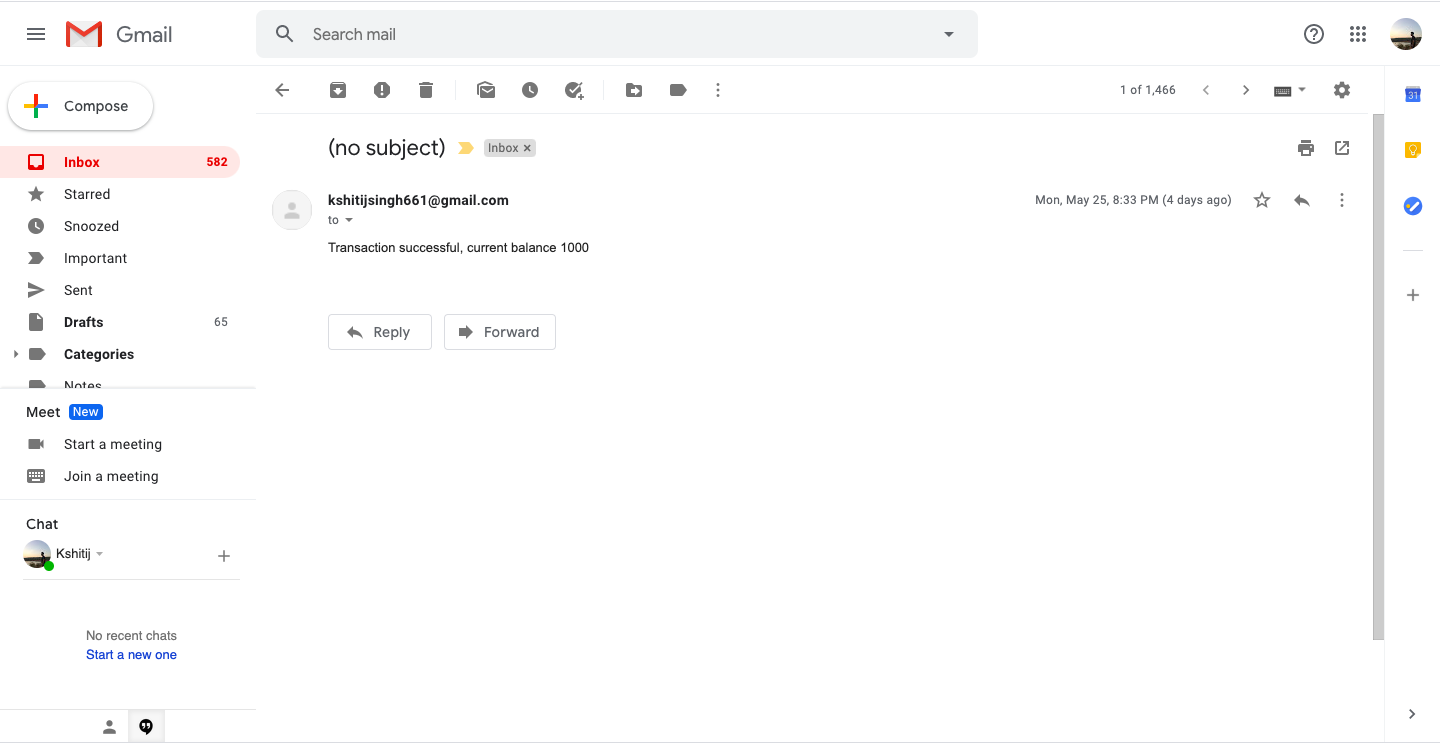 Gmail
Search mail
Compose
1 of 1,466
31
Inbox 582
Starred
Snoozed
Important
Sent
Drafts 65
Categories
Notes
Meet New
Start a meeting
Join a meeting
Chat
Kshitij
No recent chats
Start a new one
(no subject) Inbox ×
kshitijsingh661@gmail.com Mon, May 25, 8:33 PM (4 days ago)
to
Transaction successful, current balance 1000
Reply Forward